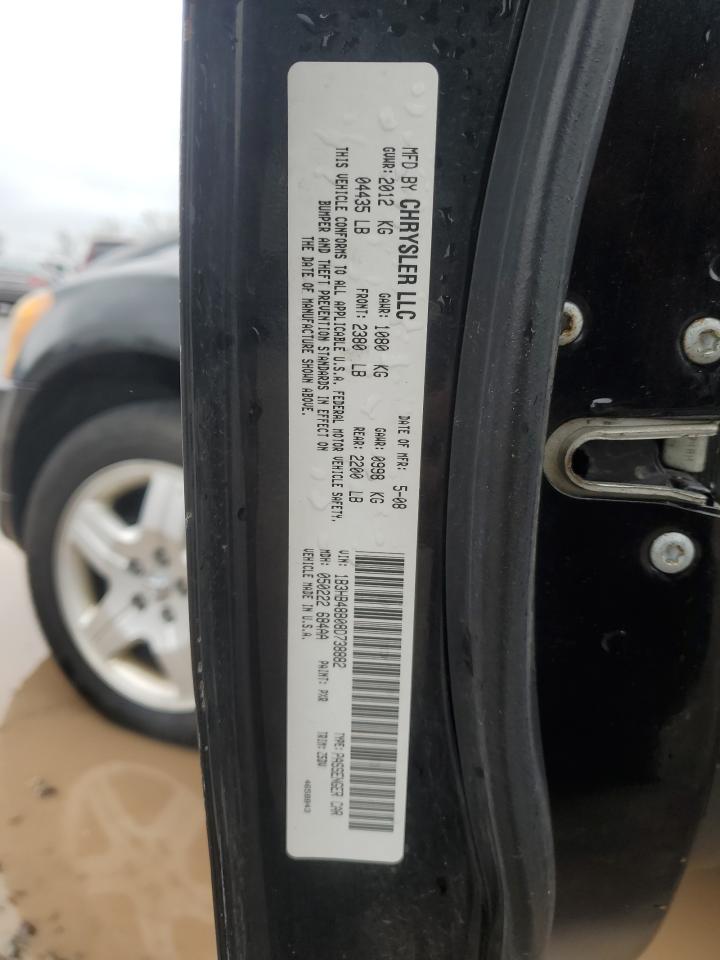 MFD BY CHRYSLER LLC DATE OF MFR: 5-08
GVWR: 2012 KG GAWR: 1080 KG GAWR: 0998 KG
04435 LB FRONT: 2380 LB REAR: 2200 LB
THIS VEHICLE CONFORMS TO ALL APPLICABLE U.S.A. FEDERAL MOTOR VEHICLE SAFETY,
BUMPER AND THEFT PREVENTION STANDARDS IN EFFECT ON
THE DATE OF MANUFACTURE SHOWN ABOVE.
VIN: 1B3HB48B08D738882 TYPE: PASSENGER CAR
MDH: 050222 684AA PAINT: PXR TRIM: Z5DV
VEHICLE MADE IN U.S.A.